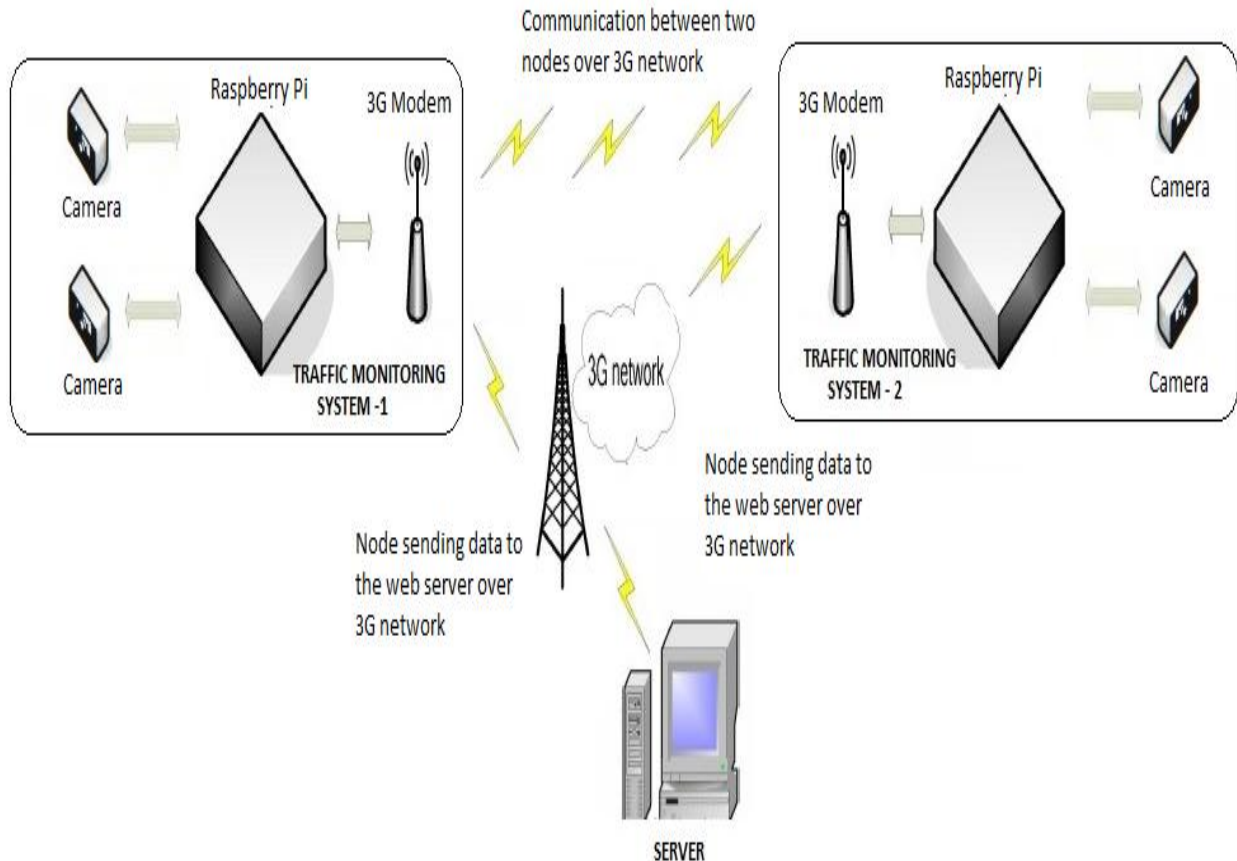 Communication between two
nodes over 3G network
Raspberry Pi
3G Modem
Camera
Camera
TRAFFIC MONITORING
SYSTEM -1
3G Modem
Raspberry Pi
Camera
Camera
TRAFFIC MONITORING
SYSTEM - 2
3G network
Node sending data to
the web server over
3G network
Node sending data to
the web server over
3G network
SERVER